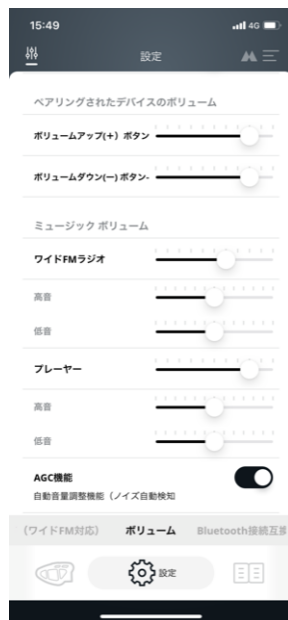 15:49
4G
設定
ペアリングされたデバイスのボリューム
ボリュームアップ(+) ボタン
ボリュームダウン(ー) ボタン-
ミュージック ボリューム
ワイドFMラジオ
高音
低音
プレーヤー
高音
低音
AGC機能
自動音量調整機能（ノイズ自動検知
(ワイドFM対応) ボリューム Bluetooth接続互換
設定